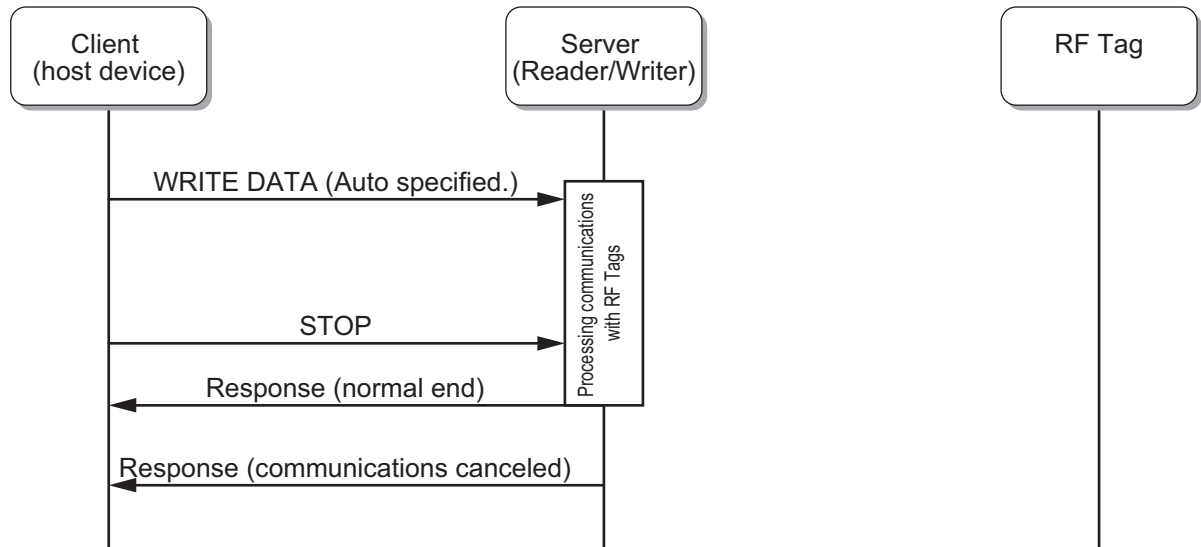 Client
(host device)
Server
(Reader/Writer)
RF Tag
WRITE DATA (Auto specified.)
Processing communications
with RF Tags
STOP
Response (normal end)
Response (communications canceled)